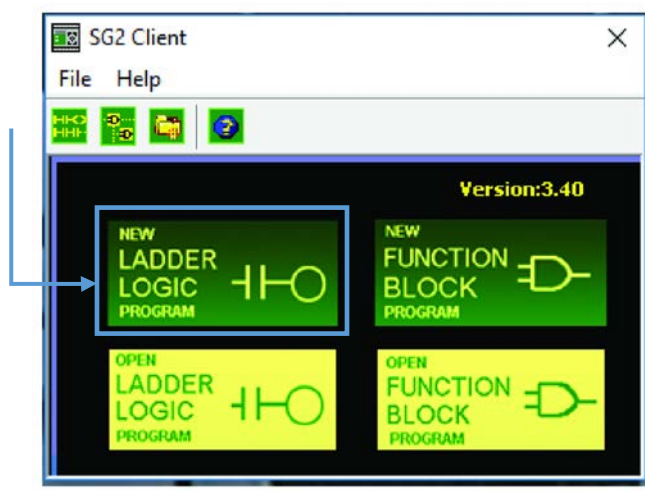 SG2 Client
File Help
Version:3.40
NEW
LADDER
LOGIC
PROGRAM
NEW
FUNCTION
BLOCK
PROGRAM
OPEN
LADDER
LOGIC
PROGRAM
OPEN
FUNCTION
BLOCK
PROGRAM